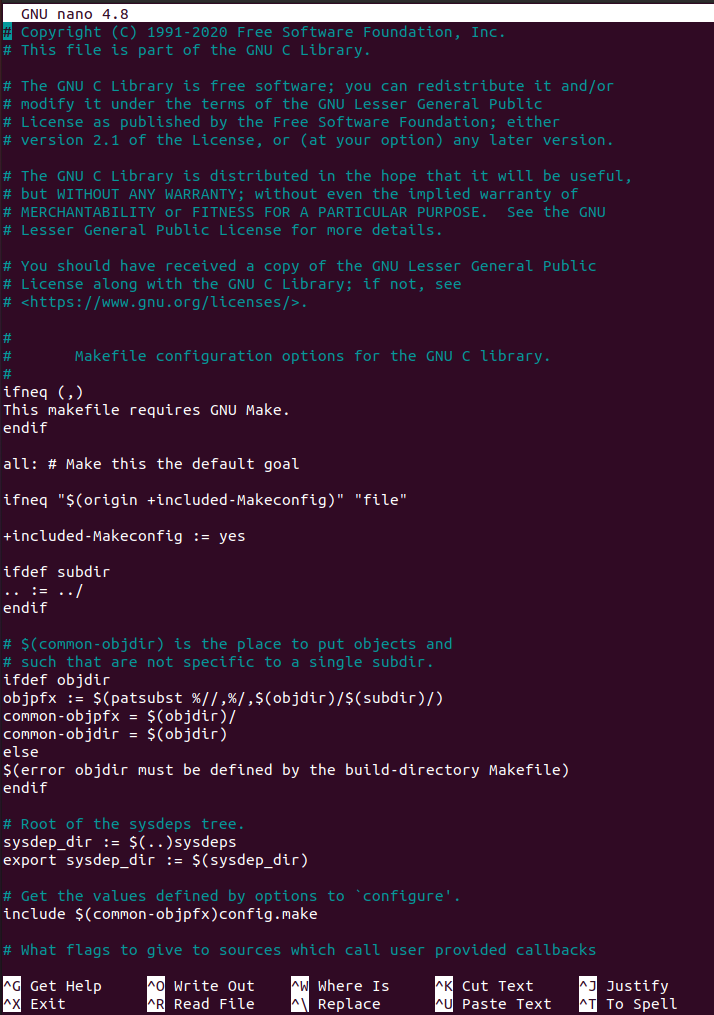 GNU nano 4.8
# Copyright (C) 1991-2020 Free Software Foundation, Inc.
# This file is part of the GNU C Library.

# The GNU C Library is free software; you can redistribute it and/or
# modify it under the terms of the GNU Lesser General Public
# License as published by the Free Software Foundation; either
# version 2.1 of the License, or (at your option) any later version.

# The GNU C Library is distributed in the hope that it will be useful,
# but WITHOUT ANY WARRANTY; without even the implied warranty of
# MERCHANTABILITY or FITNESS FOR A PARTICULAR PURPOSE.  See the GNU
# Lesser General Public License for more details.

# You should have received a copy of the GNU Lesser General Public
# License along with the GNU C Library; if not, see
# <https://www.gnu.org/licenses/>.

#
#       Makefile configuration options for the GNU C library.
#
ifneq (,)
This makefile requires GNU Make.
endif

all: # Make this the default goal

ifneq "$(origin +included-Makeconfig)" "file"

+included-Makeconfig := yes

ifdef subdir
.. := ../
endif

# $(common-objdir) is the place to put objects and
# such that are not specific to a single subdir.
ifdef objdir
objpfx := $(patsubst %//,%/,$(objdir)/$(subdir)/)
common-objpfx = $(objdir)/
common-objdir = $(objdir)
else
$(error objdir must be defined by the build-directory Makefile)
endif

# Root of the sysdeps tree.
sysdep_dir := $(..)sysdeps
export sysdep_dir := $(sysdep_dir)

# Get the values defined by options to `configure'.
include $(common-objpfx)config.make

# What flags to give to sources which call user provided callbacks

^G Get Help     ^O Write Out    ^W Where Is     ^K Cut Text     ^J Justify
^X Exit         ^R Read File    ^\ Replace      ^U Paste Text   ^T To Spell